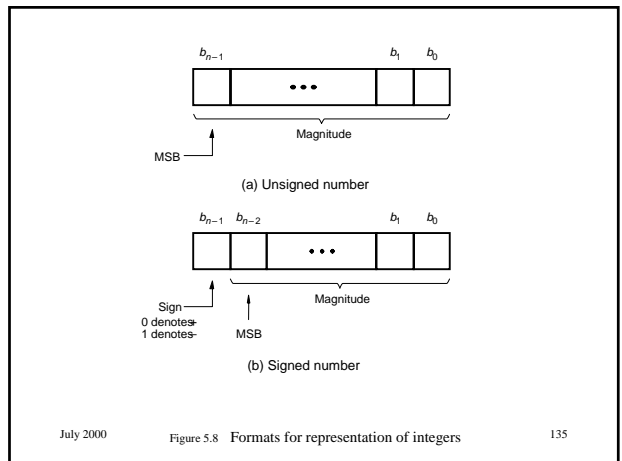 b_{n–1} b_1 b_0
Magnitude
MSB
(a) Unsigned number
b_{n–1} b_{n–2} b_1 b_0
Magnitude
Sign
0 denotes+
1 denotes–
MSB
(b) Signed number
July 2000 Figure 5.8 Formats for representation of integers 135